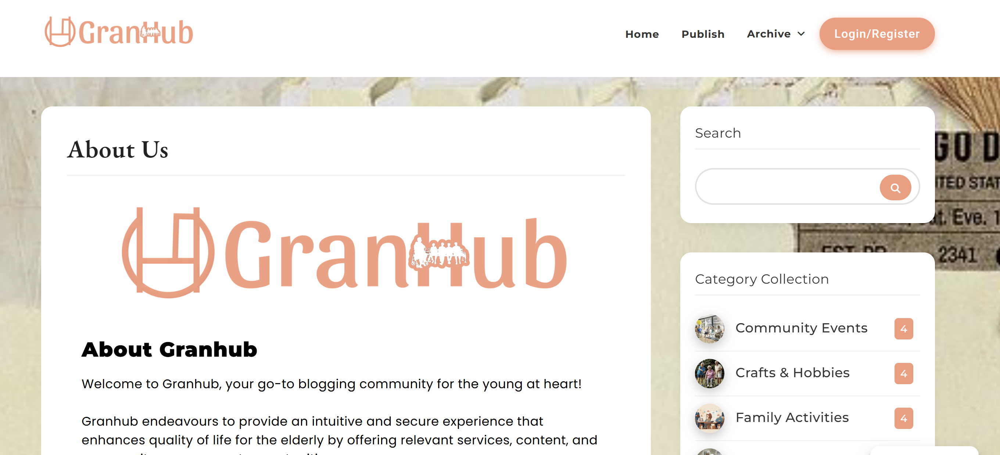 GranHub
Home
Publish
Archive
Login/Register
About Us
GranHub
About Granhub
Welcome to Granhub, your go-to blogging community for the young at heart!
Granhub endeavours to provide an intuitive and secure experience that
enhances quality of life for the elderly by offering relevant services, content, and
Search
GO D
ITED STAT
at. Eve. 1
2341
Category Collection
Community Events 4
Crafts & Hobbies 4
Family Activities 4